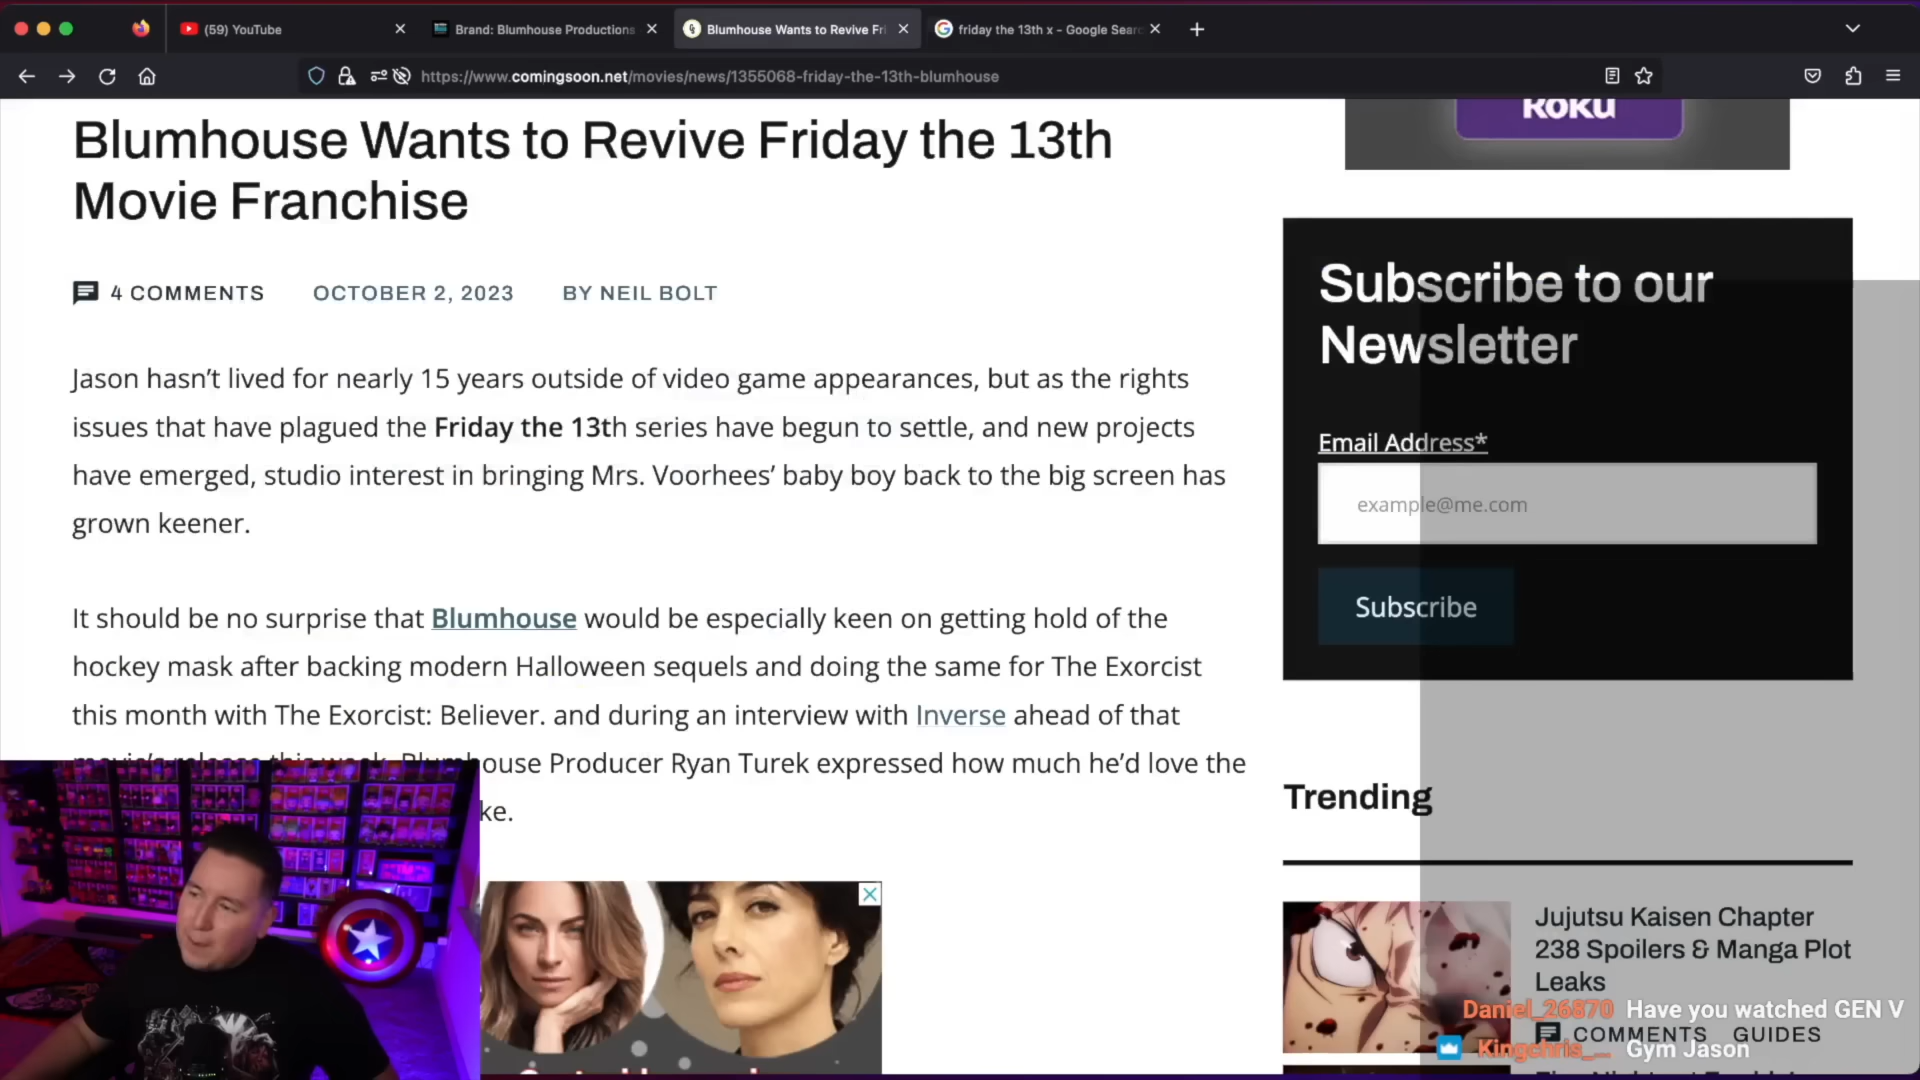 (59) YouTube
Brand: Blumhouse Productions
Blumhouse Wants to Revive Fri
friday the 13th x - Google Sear
https://www.comingsoon.net/movies/news/1355068-friday-the-13th-blumhouse
Roku
Blumhouse Wants to Revive Friday the 13th
Movie Franchise
4 COMMENTS OCTOBER 2, 2023 BY NEIL BOLT
Jason hasn't lived for nearly 15 years outside of video game appearances, but as the rights
issues that have plagued the Friday the 13th series have begun to settle, and new projects
have emerged, studio interest in bringing Mrs. Voorhees' baby boy back to the big screen has
grown keener.
It should be no surprise that Blumhouse would be especially keen on getting hold of the
hockey mask after backing modern Halloween sequels and doing the same for The Exorcist
this month with The Exorcist: Believer. and during an interview with Inverse ahead of that
movie's release this week, Blumhouse Producer Ryan Turek expressed how much he'd love the
ke.
Subscribe to our
Newsletter
Email Address*
example@me.com
Subscribe
Trending
Jujutsu Kaisen Chapter
238 Spoilers & Manga Plot
Leaks
COMMENTS GUIDES
Daniel_26870 Have you watched GEN V
Kingchris_... Gym Jason